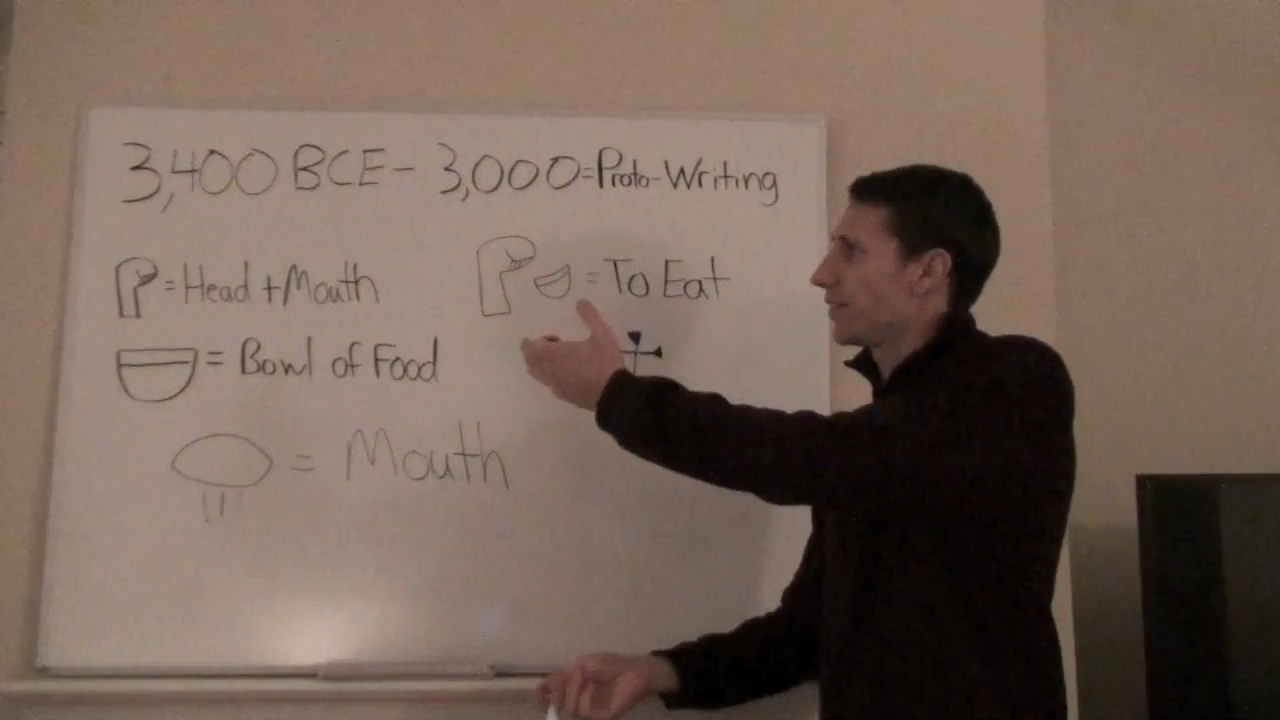 3,400 BCE - 3,000 = Proto-Writing
= Head + Mouth
= To Eat
= Bowl of Food
= Mouth